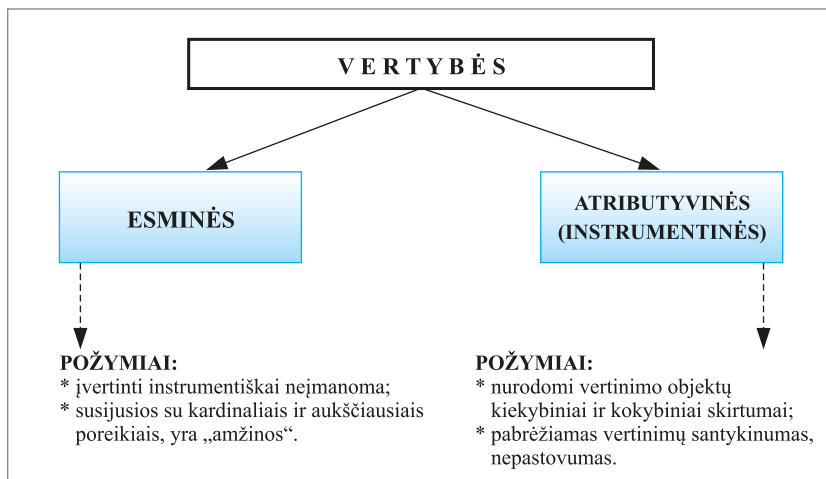 VERTYBĖS
ESMINĖS
ATRIBUTYVINĖS
(INSTRUMENTINĖS)
POŽYMIAI:
* įvertinti instrumentiškai neįmanoma;
* susijusios su kardinaliais ir aukščiausiais
poreikiais, yra „amžinos“.
POŽYMIAI:
* nurodomi vertinimo objektų
kiekybiniai ir kokybiniai skirtumai;
* pabrėžiamas vertinimų santykinumas,
nepastovumas.